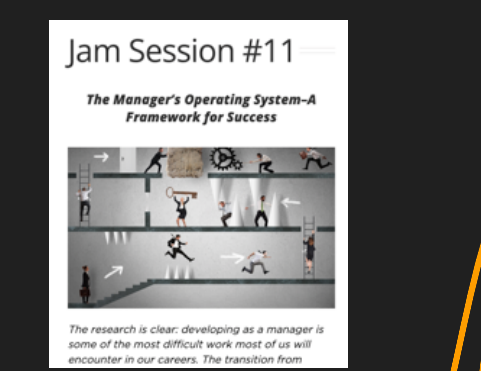 Jam Session #11
The Manager's Operating System–A
Framework for Success
The research is clear: developing as a manager is
some of the most difficult work most of us will
encounter in our careers. The transition from